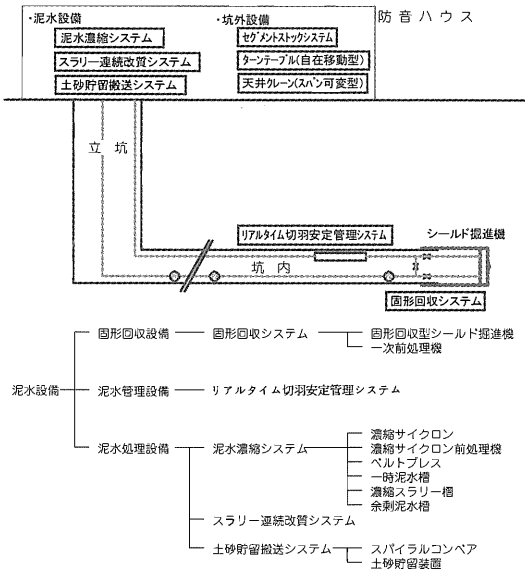 ・泥水設備
泥水濃縮システム
スラリー連続改質システム
土砂貯留搬送システム
・坑外設備
セグメントストックシステム
ターンテーブル(自在移動型)
天井クレーン(スパン可変型)
防音ハウス
立坑
リアルタイム切羽安定管理システム
シールド掘進機
坑内
固形回収システム
固形回収設備
固形回収システム
固形回収型シールド掘進機
一次前処理機
泥水設備
泥水管理設備
リアルタイム切羽安定管理システム
泥水処理設備
泥水濃縮システム
濃縮サイクロン
濃縮サイクロン前処理機
ベルトプレス
一時泥水槽
濃縮スラリー槽
余剰泥水槽
スラリー連続改質システム
土砂貯留搬送システム
スパイラルコンベア
土砂貯留装置